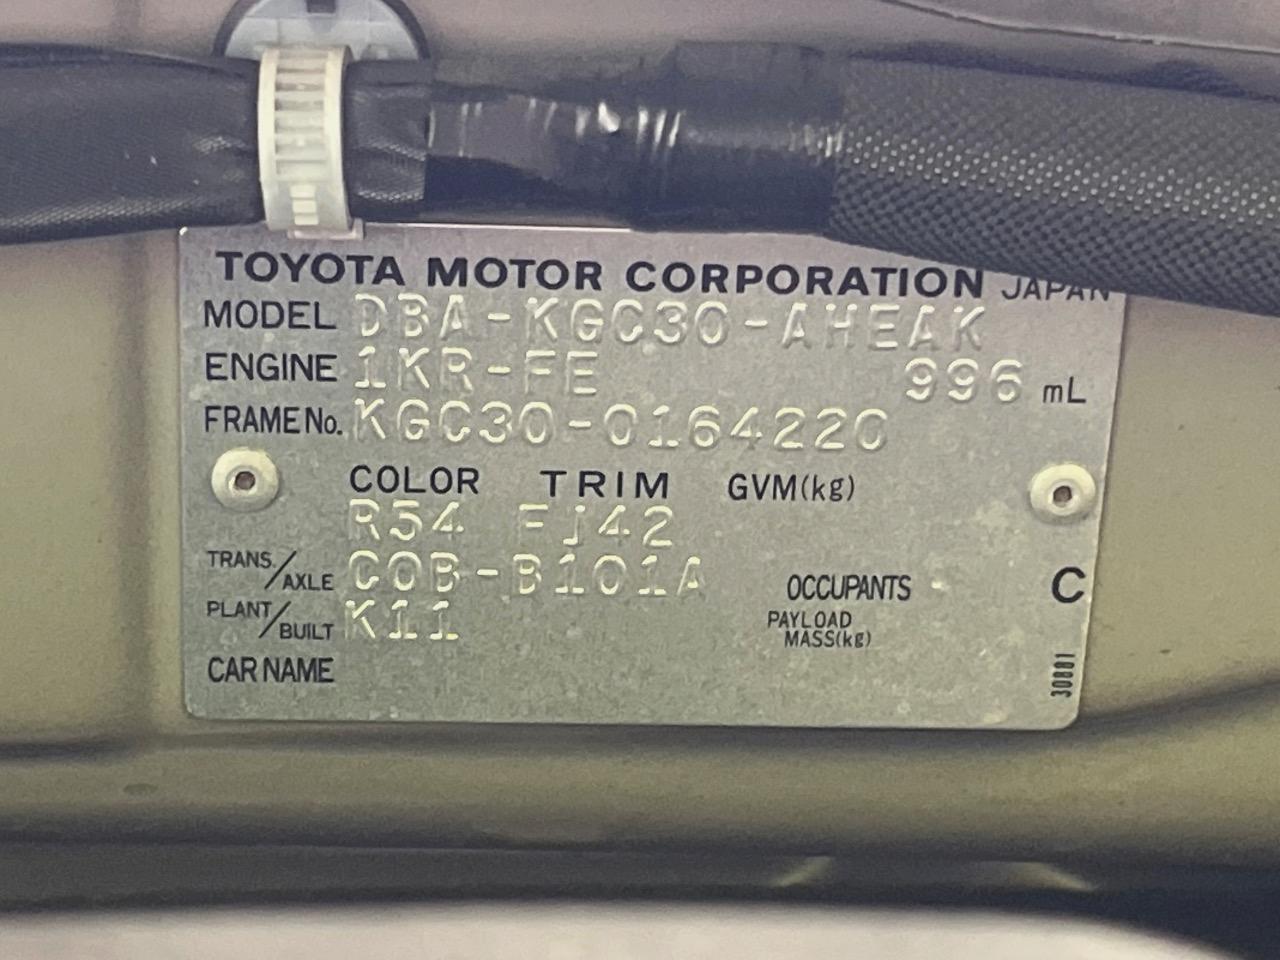 TOYOTA MOTOR CORPORATION JAPAN
MODEL DBA-KGC30-AHEAK
ENGINE 1KR-FE 996 mL
FRAME No. KGC30-0164220
COLOR TRIM GVM(kg)
R54 FJ42
TRANS./AXLE C0B-B101A OCCUPANTS C
PLANT/BUILT K11 PAYLOAD MASS(kg)
CAR NAME
30881